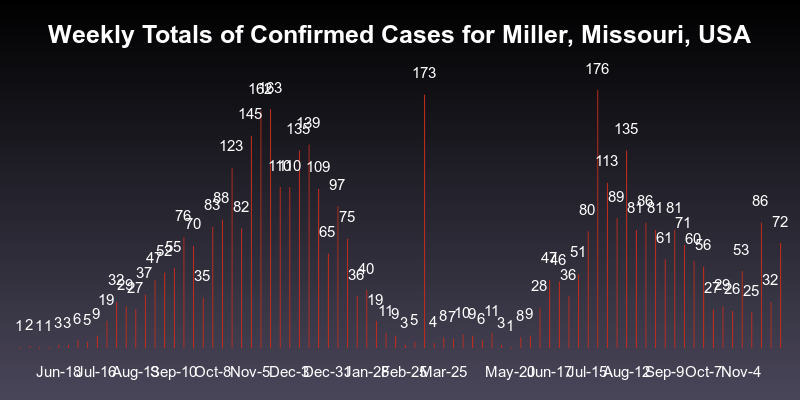 Weekly Totals of Confirmed Cases for Miller, Missouri, USA
1 2 1 1 3 3 6 5 9 19 32 29 27 37 47 52 55 76 70 35 83 88 123 82 145 162 163 110 110 135 139 109 65 97 75 36 40 19 11 9 3 5 173 4 8 7 10 9 6 11 3 1 8 9 28 47 46 36 51 80 176 113 89 135 81 86 81 61 81 71 60 56 27 29 26 53 25 86 32 72
Jun-18 Jul-16 Aug-13 Sep-10 Oct-8 Nov-5 Dec-3 Dec-31 Jan-28 Feb-25 Mar-25 May-20 Jun-17 Jul-15 Aug-12 Sep-9 Oct-7 Nov-4